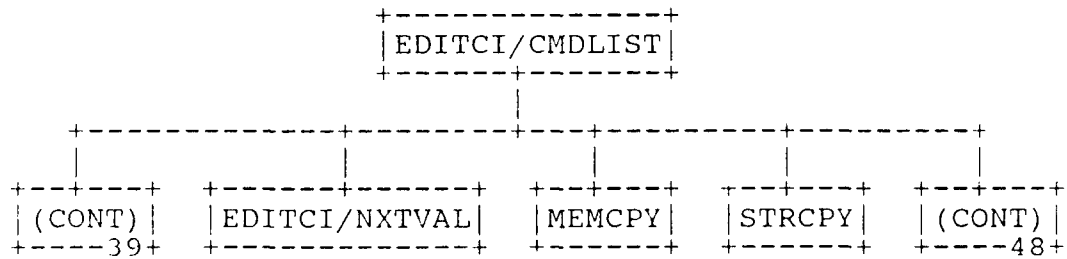 EDITCI/CMDLIST
(CONT) EDITCI/NXTVAL MEMCPY STRCPY (CONT)
39 48